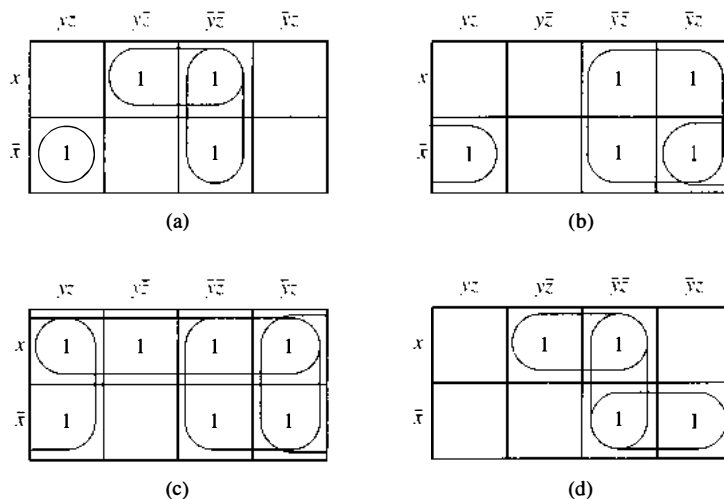 yz yz̄ ȳz̄ ȳz yz yz̄ ȳz̄ ȳz
x 1 1 x 1 1
x̄ 1 1 x̄ 1 1 1
(a) (b)
yz yz̄ ȳz̄ ȳz yz yz̄ ȳz̄ ȳz
x 1 1 1 1 x 1 1
x̄ 1 1 1 x̄ 1 1
(c) (d)